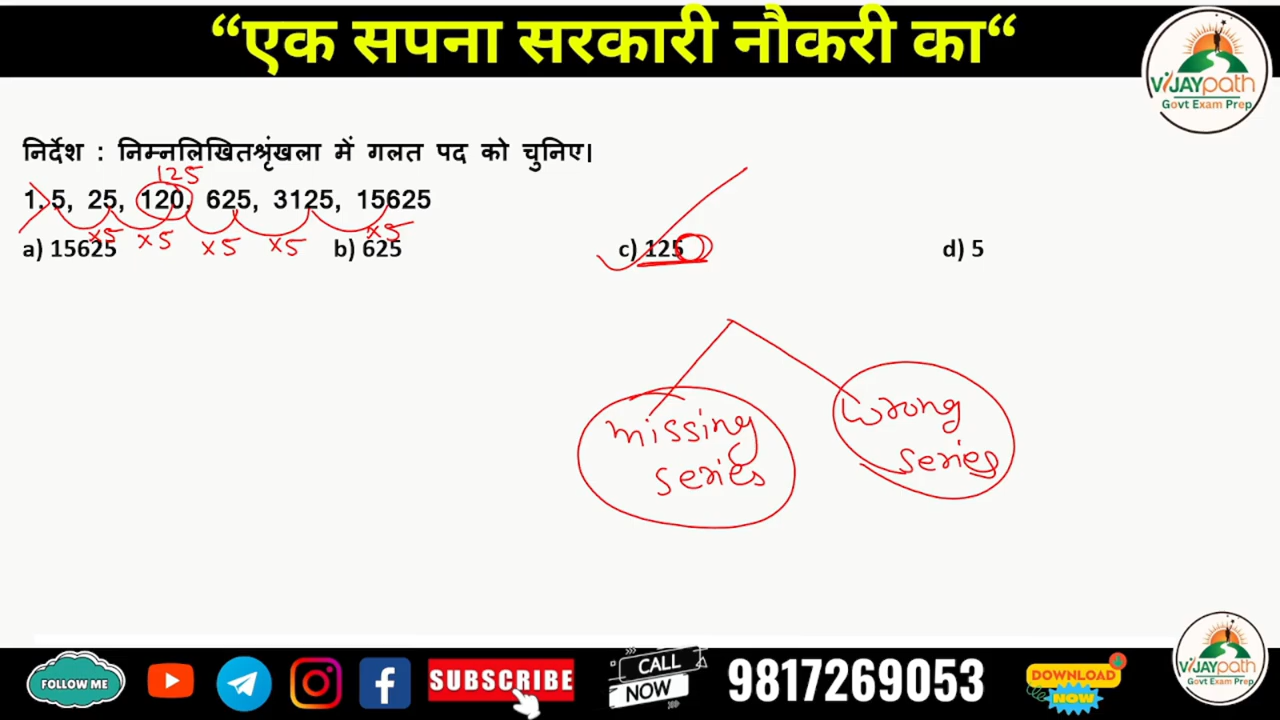 “एक सपना सरकारी नौकरी का“
VIJAYpath
Govt Exam Prep
निर्देश : निम्नलिखितश्रृंखला में गलत पद को चुनिए।
125
1. 5, 25, 120, 625, 3125, 15625
×5 ×5 ×5 ×5 ×5
a) 15625 b) 625 c) 125 d) 5
missing series
wrong series
FOLLOW ME
SUBSCRIBE
CALL NOW
9817269053
DOWNLOAD NOW
VIJAYpath
Govt Exam Prep